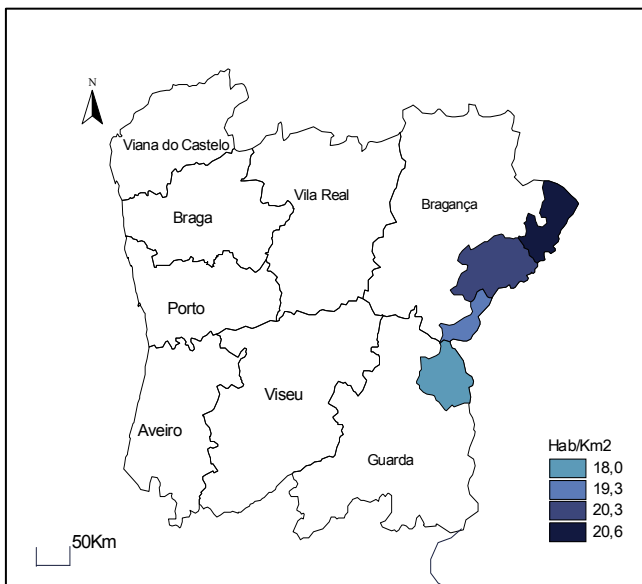 N
Viana do Castelo
Braga
Vila Real
Bragança
Porto
Aveiro
Viseu
Guarda
Hab/Km2
18,0
19,3
20,3
20,6
50Km